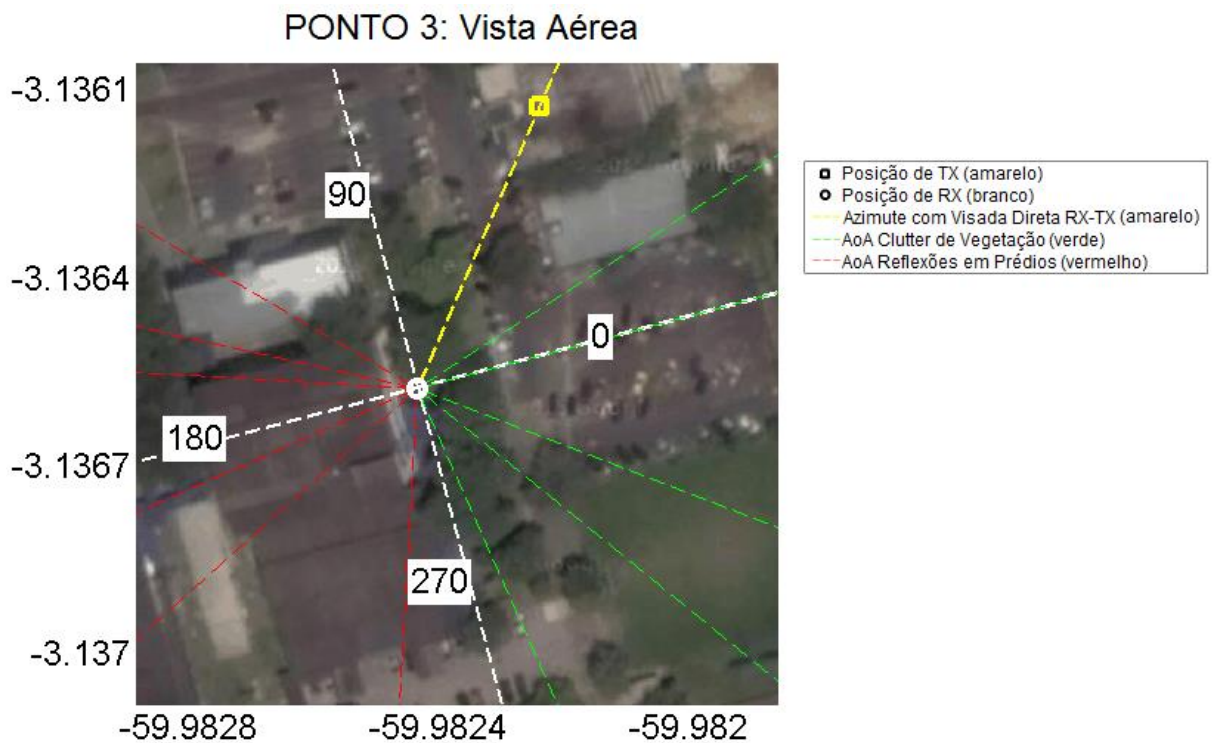 PONTO 3: Vista Aérea
-3.1361
-3.1364
-3.1367
-3.137
90
0
180
270
-59.9828
-59.9824
-59.982
Posição de TX (amarelo)
Posição de RX (branco)
Azimute com Visada Direta RX-TX (amarelo)
AoA Clutter de Vegetação (verde)
AoA Reflexões em Prédios (vermelho)